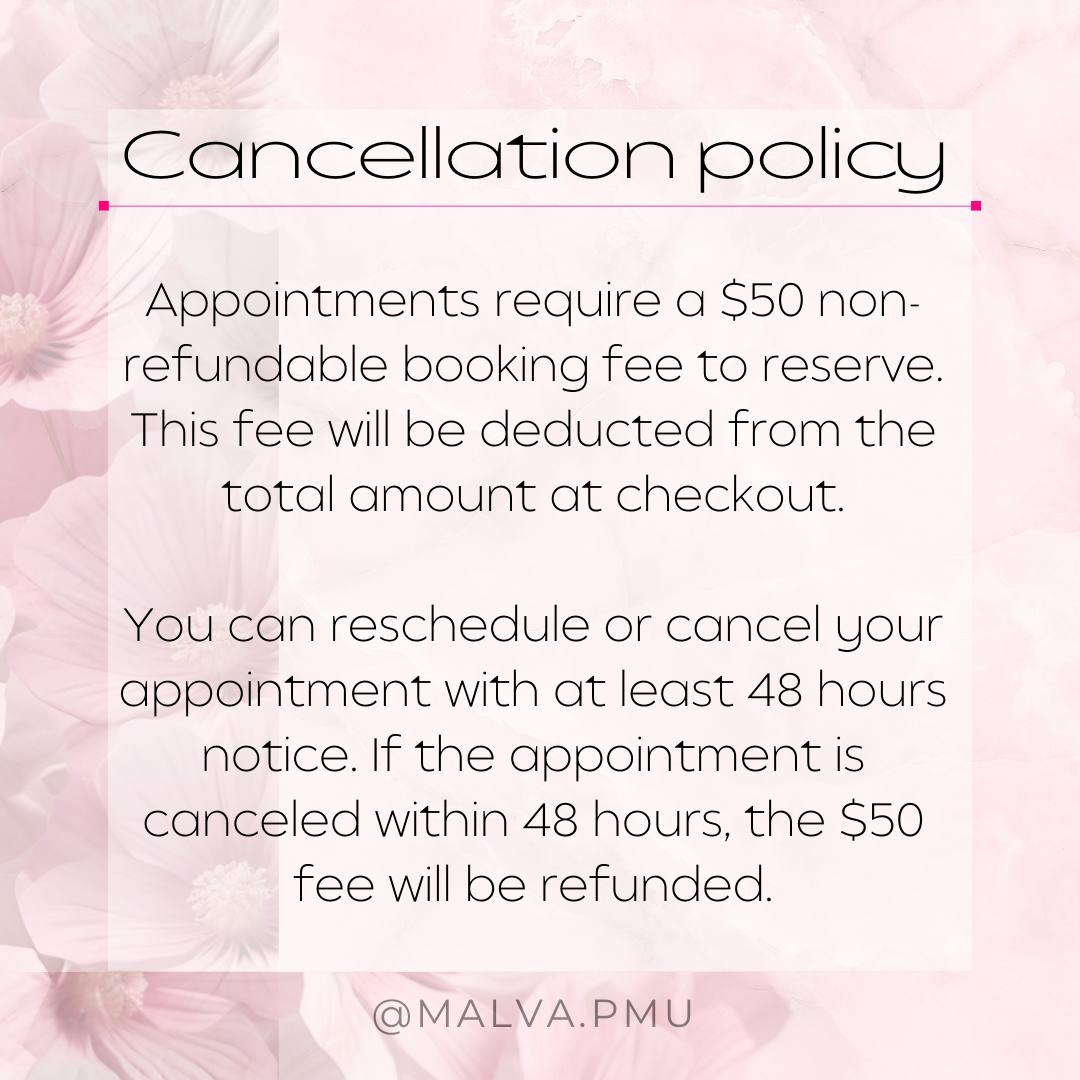 Cancellation policy
Appointments require a $50 non-
refundable booking fee to reserve.
This fee will be deducted from the
total amount at checkout.
You can reschedule or cancel your
appointment with at least 48 hours
notice. If the appointment is
canceled within 48 hours, the $50
fee will be refunded.
@MALVA.PMU